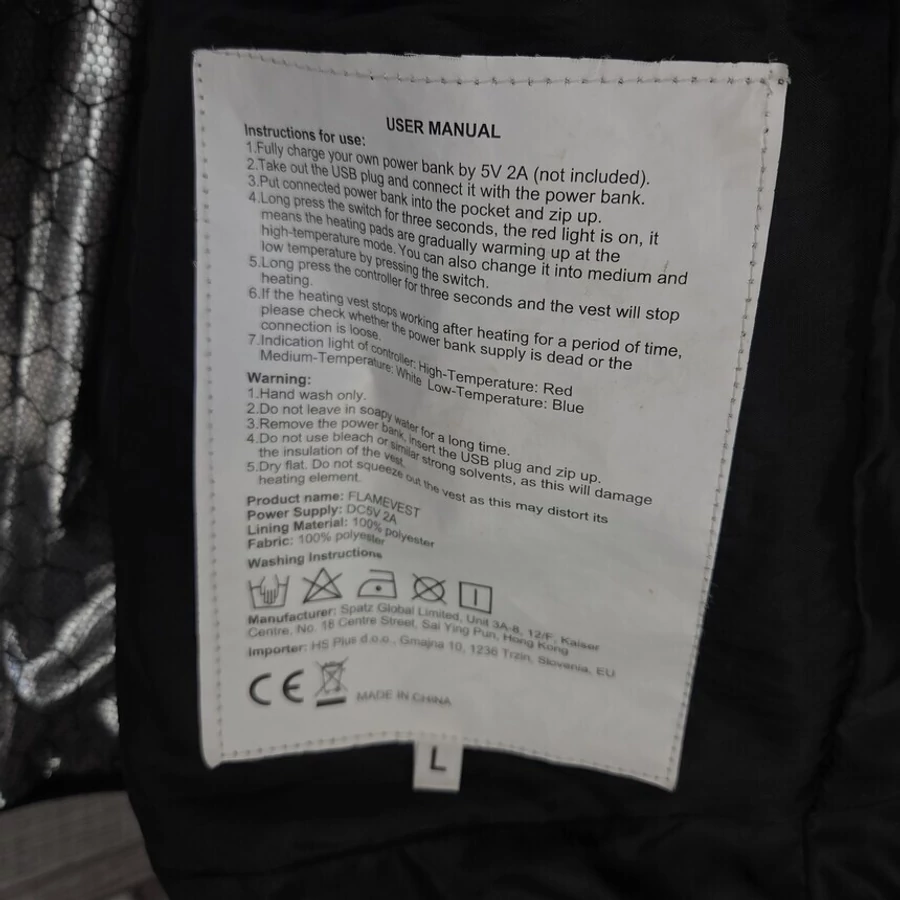 USER MANUAL
Instructions for use:
1.Fully charge your own power bank by 5V 2A (not included).
2.Take out the USB plug and connect it with the power bank.
3.Put connected power bank into the pocket and zip up.
4.Long press the switch for three seconds, the red light is on, it
means the heating pads are gradually warming up at the
high-temperature mode. You can also change it into medium and
low temperature by pressing the switch.
5.Long press the controller for three seconds and the vest will stop
heating.
6.If the heating vest stops working after heating for a period of time,
please check whether the power bank supply is dead or the
connection is loose.
7.Indication light of controller: High-Temperature: Red
Medium-Temperature: White Low-Temperature: Blue
Warning:
1.Hand wash only.
2.Do not leave in soapy water for a long time.
3.Remove the power bank, insert the USB plug and zip up.
4.Do not use bleach or similar strong solvents, as this will damage
the insulation of the vest.
5.Dry flat. Do not squeeze out the vest as this may distort its
heating element.
Product name: FLAMEVEST
Power Supply: DC5V 2A
Lining Material: 100% polyester
Fabric: 100% polyester
Washing Instructions
Manufacturer: Spatz Global Limited, Unit 3A-8, 12/F, Kaiser
Centre, No. 18 Centre Street, Sai Ying Pun, Hong Kong
Importer: HS Plus d.o.o., Gmajna 10, 1236 Trzin, Slovenia, EU
CE
MADE IN CHINA
L